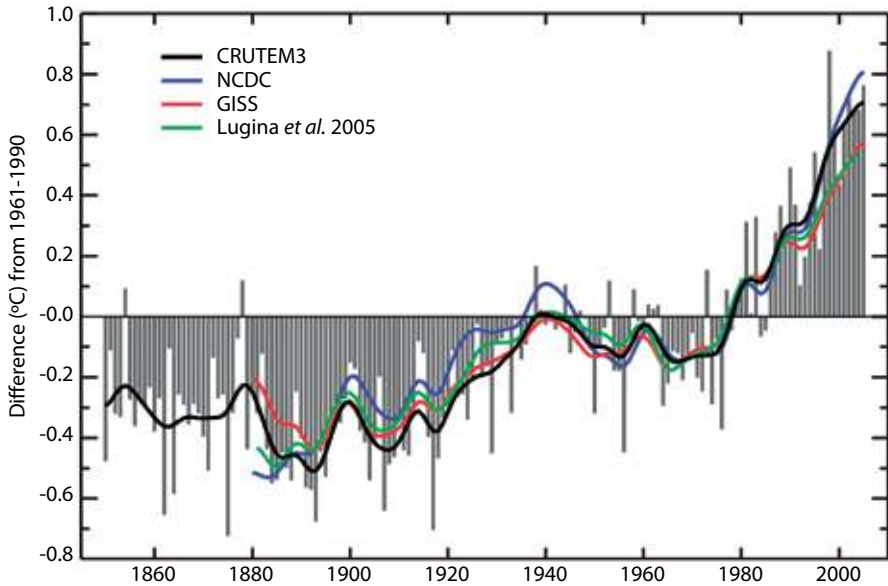 1.0
0.8
0.6
0.4
0.2
-0.0
-0.2
-0.4
-0.6
-0.8
Difference (ºC) from 1961-1990
CRUTEM3
NCDC
GISS
Lugina et al. 2005
1860 1880 1900 1920 1940 1960 1980 2000